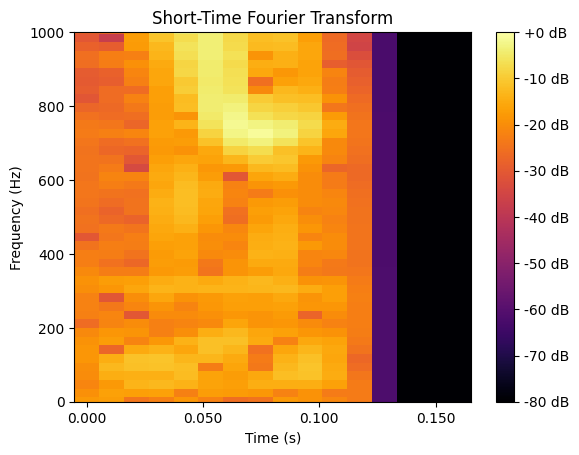 Short-Time Fourier Transform
1000
800
600
400
200
0
Frequency (Hz)
0.000
0.050
0.100
0.150
Time (s)
+0 dB
-10 dB
-20 dB
-30 dB
-40 dB
-50 dB
-60 dB
-70 dB
-80 dB